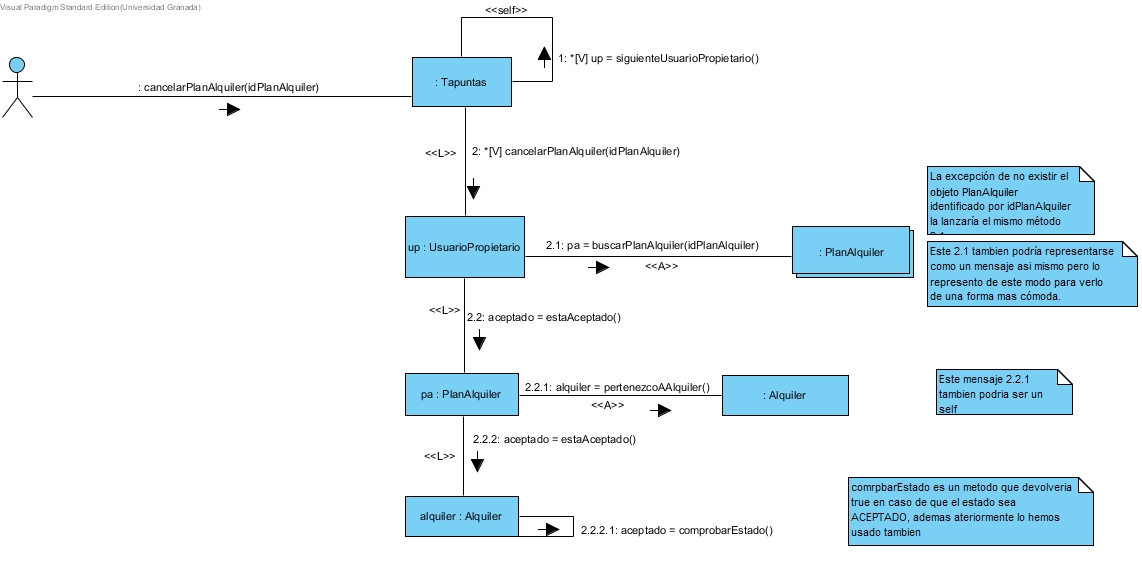 Visual Paradigm Standard Edition(Universidad Granada)
<<self>>
1: *[V] up = siguienteUsuarioPropietario()
: cancelarPlanAlquiler(idPlanAlquiler)
: Tapuntas
<<L>>
2: *[V] cancelarPlanAlquiler(idPlanAlquiler)
La excepción de no existir el
objeto PlanAlquiler
identificado por idPlanAlquiler
la lanzaría el mismo método
up : UsuarioPropietario
2.1: pa = buscarPlanAlquiler(idPlanAlquiler)
<<A>>
: PlanAlquiler
Este 2.1 tambien podría representarse
como un mensaje asi mismo pero lo
represento de este modo para verlo
de una forma mas cómoda.
<<L>>
2.2: aceptado = estaAceptado()
pa : PlanAlquiler
2.2.1: alquiler = pertenezcoAAlquiler()
<<A>>
: Alquiler
Este mensaje 2.2.1
tambien podria ser un
self
2.2.2: aceptado = estaAceptado()
<<L>>
alquiler : Alquiler
2.2.2.1: aceptado = comprobarEstado()
comrpbarEstado es un metodo que devolveria
true en caso de que el estado sea
ACEPTADO, ademas ateriormente lo hemos
usado tambien